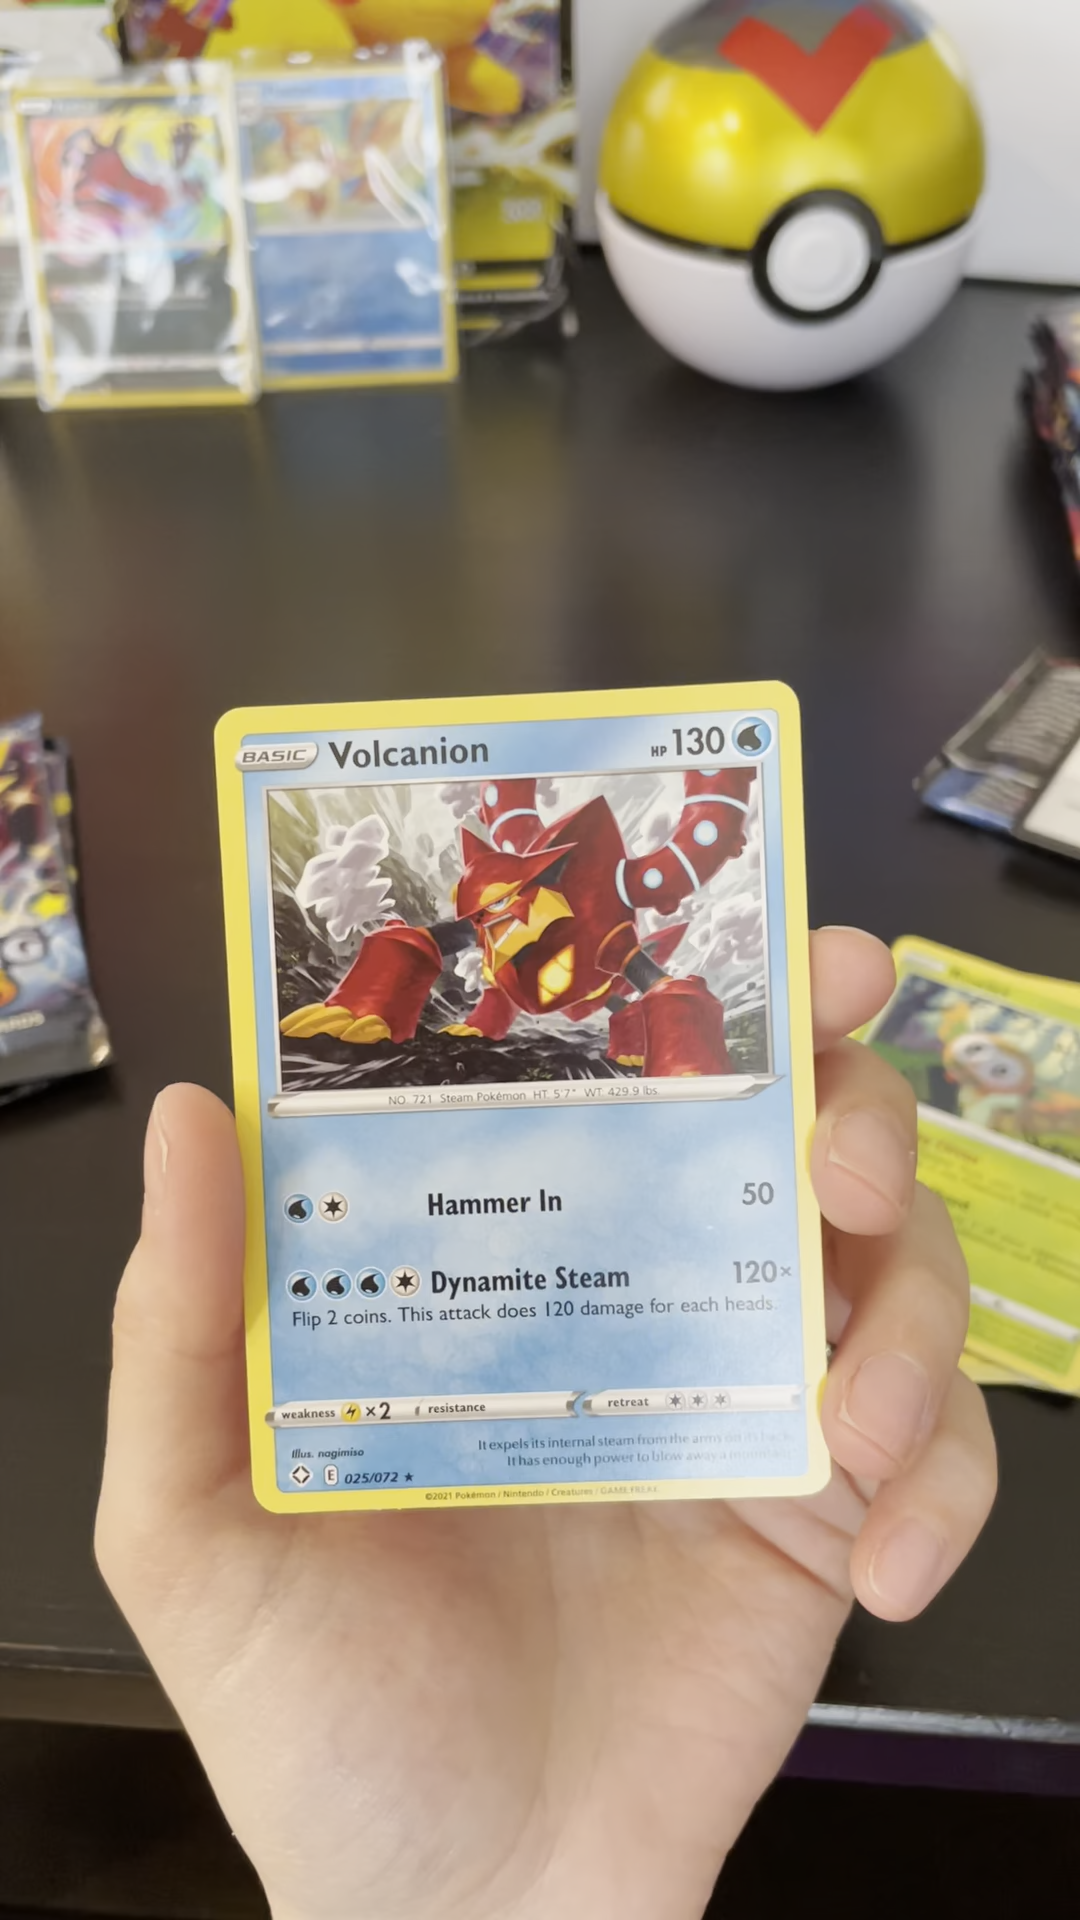 BASIC Volcanion HP 130
NO. 721 Steam Pokémon HT: 5'7" WT: 429.9 lbs.
Hammer In 50
Dynamite Steam 120×
Flip 2 coins. This attack does 120 damage for each heads.
weakness ×2 resistance retreat
Illus. nagimiso
It expels its internal steam from the arms on its back.
It has enough power to blow away a mountain.
E 025/072 ★
©2021 Pokémon / Nintendo / Creatures / GAME FREAK